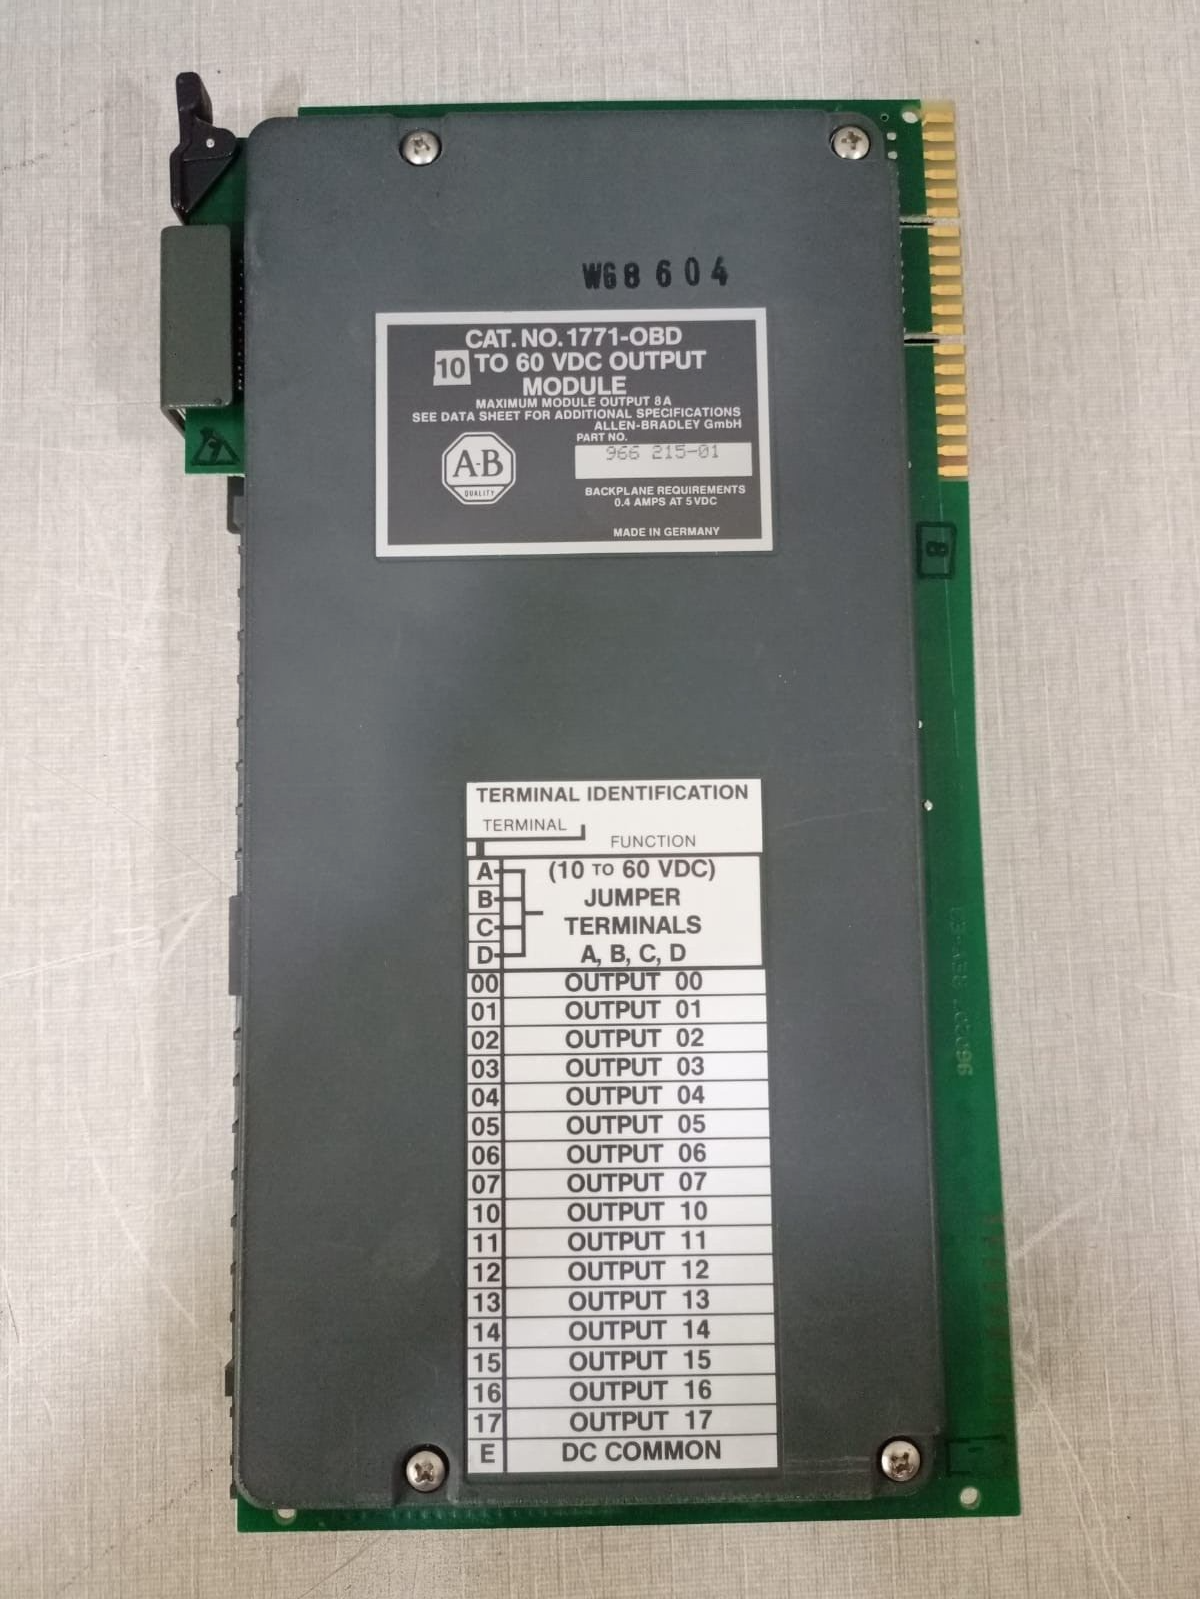 W68604
CAT. NO. 1771-OBD
10 TO 60 VDC OUTPUT
MODULE
MAXIMUM MODULE OUTPUT 8 A
SEE DATA SHEET FOR ADDITIONAL SPECIFICATIONS
ALLEN-BRADLEY GmbH
PART NO.
966 215-01
A-B
QUALITY
BACKPLANE REQUIREMENTS
0.4 AMPS AT 5 VDC
MADE IN GERMANY
8
TERMINAL IDENTIFICATION
TERMINAL
FUNCTION
A (10 TO 60 VDC)
B JUMPER
C TERMINALS
D A, B, C, D
00 OUTPUT 00
01 OUTPUT 01
02 OUTPUT 02
03 OUTPUT 03
04 OUTPUT 04
05 OUTPUT 05
06 OUTPUT 06
07 OUTPUT 07
10 OUTPUT 10
11 OUTPUT 11
12 OUTPUT 12
13 OUTPUT 13
14 OUTPUT 14
15 OUTPUT 15
16 OUTPUT 16
17 OUTPUT 17
E DC COMMON